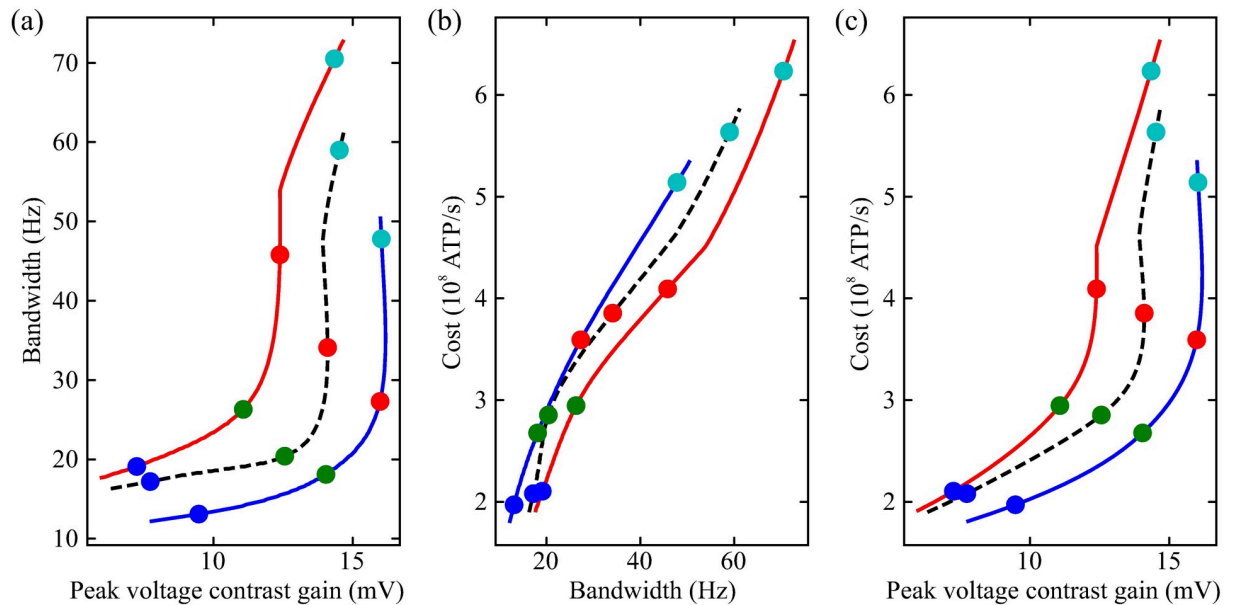 (a)
70
60
50
40
30
20
10
Bandwidth (Hz)
10 15
Peak voltage contrast gain (mV)
(b)
6
5
4
3
2
Cost (10⁸ ATP/s)
20 40 60
Bandwidth (Hz)
(c)
6
5
4
3
2
Cost (10⁸ ATP/s)
10 15
Peak voltage contrast gain (mV)